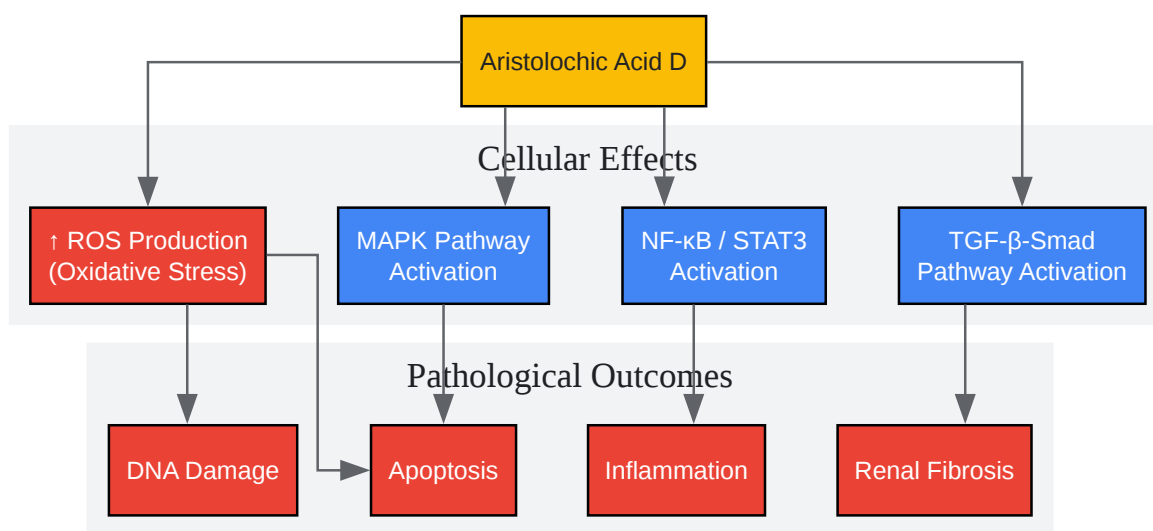 Aristolochic Acid D
Cellular Effects
↑ ROS Production
(Oxidative Stress)
MAPK Pathway
Activation
NF-κB / STAT3
Activation
TGF-β-Smad
Pathway Activation
Pathological Outcomes
DNA Damage
Apoptosis
Inflammation
Renal Fibrosis